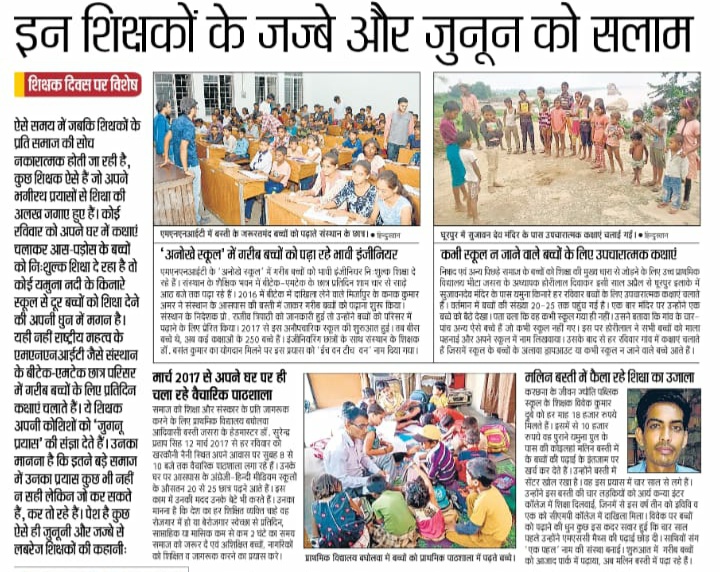 इन शिक्षकों के जज्बे और जुनून को सलाम
शिक्षक दिवस पर विशेष
ऐसे समय में जबकि शिक्षकों के
प्रति समाज की सोच
नकारात्मक होती जा रही है,
कुछ शिक्षक ऐसे हैं जो अपने
भगीरथ प्रयासों से शिक्षा की
अलख जगाए हुए हैं। कोई
रविवार को अपने घर में कक्षाएं
चलाकर आस-पड़ोस के बच्चों
को निःशुल्क शिक्षा दे रहा है तो
कोई यमुना नदी के किनारे
स्कूल से दूर बच्चों को शिक्षा देने
की अपनी धुन में मगन है।
यही नहीं राष्ट्रीय महत्व के
एमएनएनआईटी जैसे संस्थान
के बीटेक-एमटेक छात्र परिसर
में गरीब बच्चों के लिए प्रतिदिन
कक्षाएं चलाते हैं। ये शिक्षक
अपनी कोशिशों को 'जुगनू
प्रयास' की संज्ञा देते हैं। उनका
मानना है कि इतने बड़े समाज
में उनका प्रयास कुछ भी नहीं
न सही लेकिन जो कर सकते
हैं, कर तो रहे हैं। पेश है कुछ
ऐसे ही जुनूनी और जज्बे से
लबरेज शिक्षकों की कहानी:
एमएनएनआईटी में बस्ती के जरूरतमंद बच्चों को पढ़ाते संस्थान के छात्र। • हिन्दुस्तान
'अनोखे स्कूल' में गरीब बच्चों को पढ़ा रहे भावी इंजीनियर
एमएनएनआईटी के 'अनोखे स्कूल' में गरीब बच्चों को भावी इंजीनियर निःशुल्क शिक्षा दे
रहे हैं। संस्थान के शैक्षिक भवन में बीटेक-एमटेक के छात्र प्रतिदिन शाम चार से साढ़े
आठ बजे तक पढ़ा रहे हैं। 2016 में बीटेक में दाखिला लेने वाले मिर्जापुर के कनक कुमार
अमर ने संस्थान के आसपास की बस्ती में जाकर गरीब बच्चों को पढ़ाना शुरू किया।
संस्थान के निदेशक प्रो. राजीव त्रिपाठी को जानकारी हुई तो उन्होंने बच्चों को परिसर में
पढ़ाने के लिए प्रेरित किया। 2017 से इस अनौपचारिक स्कूल की शुरुआत हुई। तब बीस
बच्चे थे, अब कई कक्षाओं के 250 बच्चे हैं। इंजीनियरिंग छात्रों के साथ संस्थान के शिक्षक
डॉ. बसंत कुमार का योगदान मिलने पर इस प्रयास को 'ईच वन टीच वन' नाम दिया गया।
घूरपुर में सुजावन देव मंदिर के पास उपचारात्मक कक्षाएं चलाई गईं। • हिन्दुस्तान
कभी स्कूल न जाने वाले बच्चों के लिए उपचारात्मक कक्षाएं
निषाद एवं अन्य पिछड़े समाज के बच्चों को शिक्षा की मुख्य धारा से जोड़ने के लिए उच्च प्राथमिक
विद्यालय भीटा जसरा के अध्यापक होरीलाल दिवाकर इसी साल अप्रैल से घूरपुर इलाके में
सुजावनदेव मंदिर के पास यमुना किनारे हर रविवार बच्चों के लिए उपचारात्मक कक्षाएं चलाते
हैं। वर्तमान में बच्चों की संख्या 20-25 तक पहुंच गई है। एक बार मंदिर पर उन्होंने एक
बच्चे को बैठे देखा। पता चला कि वह कभी स्कूल गया ही नहीं। उसने बताया कि गांव के चार-
पांच अन्य ऐसे बच्चे हैं जो कभी स्कूल नहीं गए। इस पर होरीलाल ने सभी बच्चों को माला
पहनाई और अपने स्कूल में नाम लिखवाया। उसके बाद से हर रविवार गांव में कक्षाएं चलाते
हैं जिसमें स्कूल के बच्चों के अलावा ड्रापआउट या कभी स्कूल न जाने वाले बच्चे आते हैं।
मार्च 2017 से अपने घर पर ही
चला रहे वैचारिक पाठशाला
समाज को शिक्षा और संस्कार के प्रति जागरूक
करने के लिए प्राथमिक विद्यालय बघोलवा
आदिवासी बस्ती जसरा के हेडमास्टर डॉ. सुरेन्द्र
प्रताप सिंह 12 मार्च 2017 से हर रविवार को
खरकौनी नैनी स्थित अपने आवास पर सुबह 8 से
10 बजे तक वैचारिक पाठशाला लगा रहे हैं। उनके
घर पर आसपास के अंग्रेजी-हिन्दी मीडियम स्कूलों
के औसतन 20 से 25 छात्र पढ़ने आते हैं। इस
काम में उनकी मदद उनके बेटे भी करते हैं। उनका
मानना है कि देश का हर शिक्षित व्यक्ति चाहे वह
रोजगार में हो या बेरोजगार स्वेच्छा से प्रतिदिन,
साप्ताहिक या मासिक कम से कम 2 घंटे का समय
समाज को जरूर दें एवं अशिक्षित बच्चों, नागरिकों
को शिक्षित व जागरूक करने का प्रयास करे।
प्राथमिक विद्यालय बघोलवा में बच्चों को प्राथमिक पाठशाला में पढ़ते बच्चे।
मलिन बस्ती में फैला रहे शिक्षा का उजाला
करछना के जीवन ज्योति पब्लिक
स्कूल के शिक्षक विवेक कुमार
दुबे को हर माह 18 हजार रुपये
मिलते हैं। इसमें से 10 हजार
रुपये वह पुराने यमुना पुल के
पास की कोइलहा मलिन बस्ती में
के बच्चों की पढ़ाई के इंतजाम पर
खर्च कर देते हैं। उन्होंने बस्ती में
सेंटर खोल रखा है। वह इस प्रयास में चार साल से लगे हैं।
उन्होंने इस बस्ती की चार लड़कियों को आर्य कन्या इंटर
कॉलेज में शिक्षा दिलवाई, जिनमें से इस वर्ष तीन को इविवि व
एक को सीएमपी कॉलेज में दाखिला मिला। विवेक पर बच्चों
को पढ़ाने की धुन कुछ इस कदर सवार हुई कि चार साल
पहले उन्होंने एमएससी मैथ्स की पढ़ाई छोड़ दी। साथियों संग
'एक पहल' नाम की संस्था बनाई। शुरुआत में गरीब बच्चों
को आजाद पार्क में पढ़ाया, अब मलिन बस्ती में पढ़ा रहे हैं।